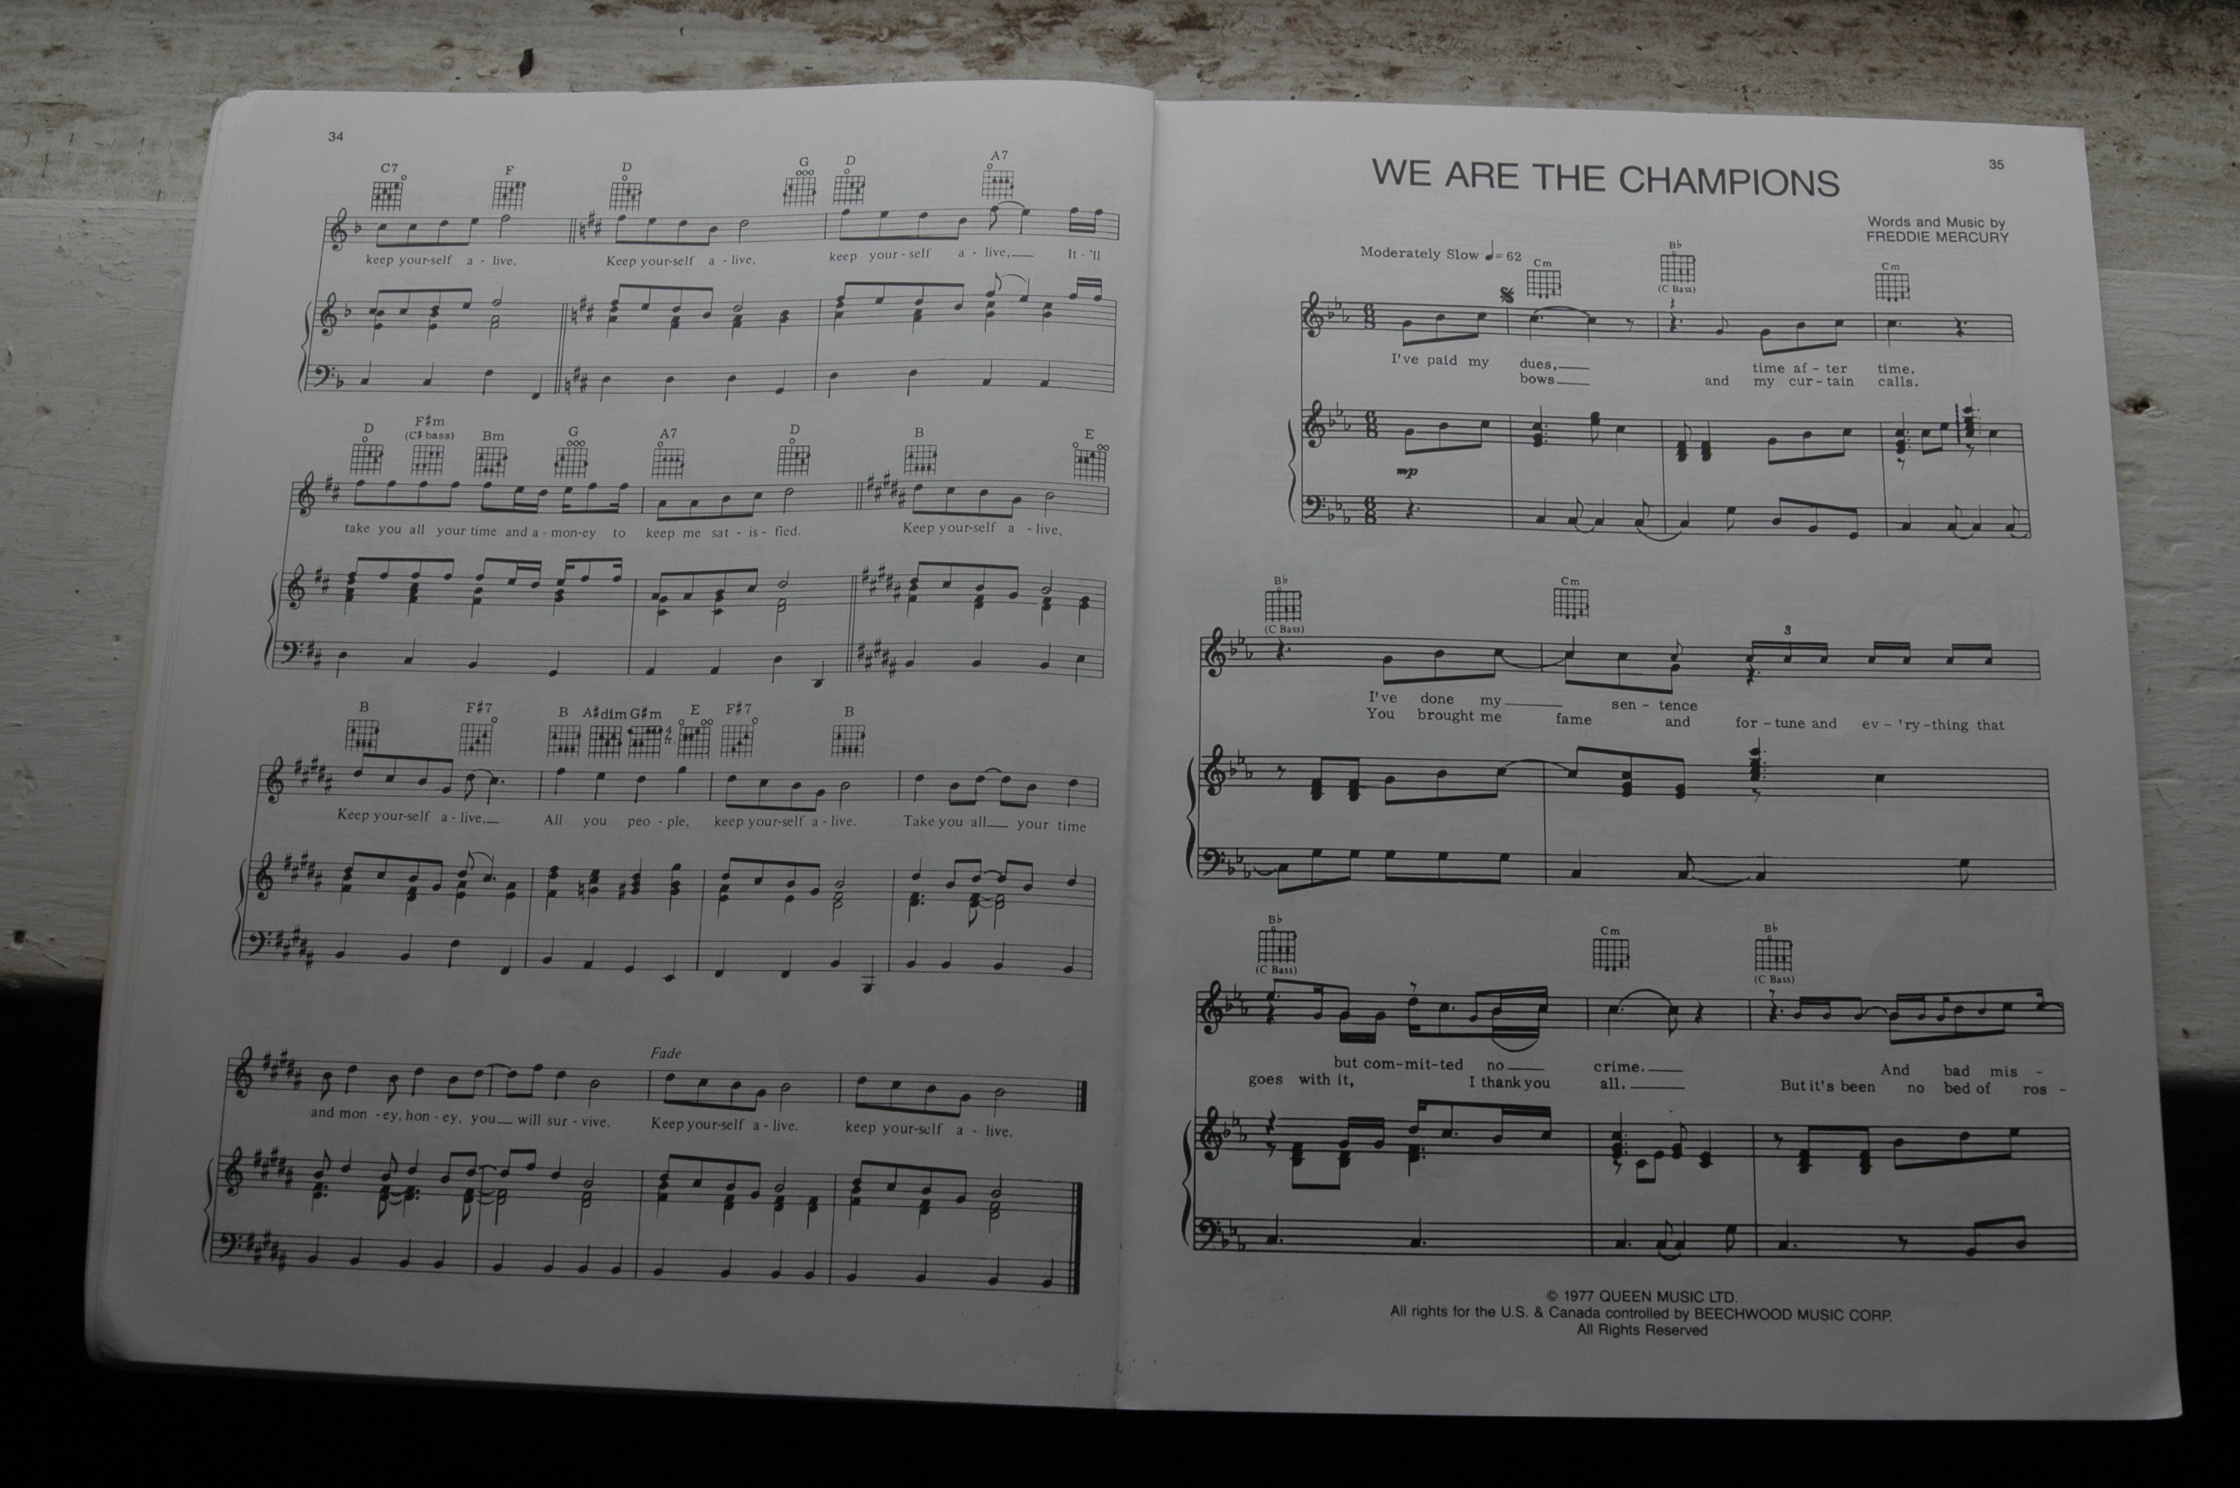 34
C7 F D G D A7
keep your-self a - live. Keep your-self a - live, keep your - self a - live, It - 'll
D F♯m (C♯ bass) Bm G A7 D B E
take you all your time and a - mon-ey to keep me sat - is - fied. Keep your-self a - live,
B F♯7 B A♯dim G♯m 4 fr. E F♯7 B
Keep your-self a - live, All you peo - ple, keep your-self a - live. Take you all your time
Fade
and mon - ey, hon - ey, you will sur - vive. Keep your-self a - live. keep your-self a - live.
35
WE ARE THE CHAMPIONS
Words and Music by
FREDDIE MERCURY
Moderately Slow ♩= 62
Cm B♭ (C Bass) Cm
I've paid my dues, time af - ter time.
bows and my cur - tain calls.
mp
B♭ (C Bass) Cm
3
I've done my sen - tence
You brought me fame and for - tune and ev - 'ry - thing that
B♭ (C Bass) Cm B♭ (C Bass)
but com-mit-ted no crime. And bad mis -
goes with it, I thank you all. But it's been no bed of ros -
© 1977 QUEEN MUSIC LTD.
All rights for the U.S. & Canada controlled by BEECHWOOD MUSIC CORP.
All Rights Reserved